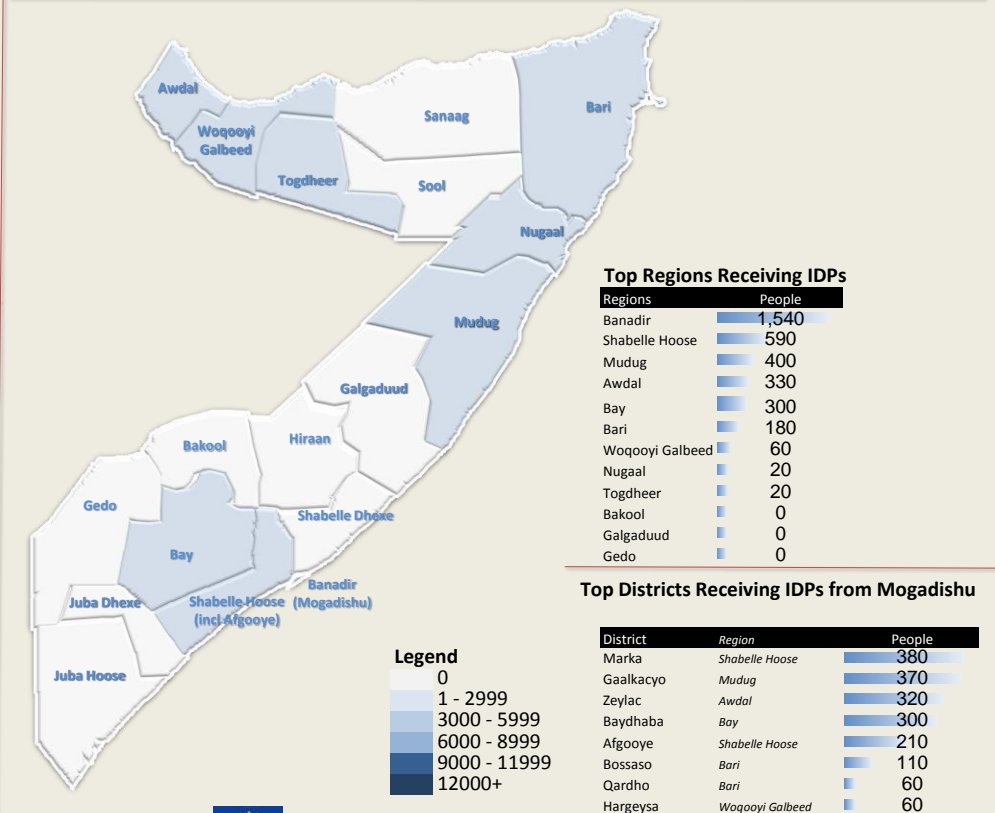 Awdal
Woqooyi
Galbeed
Togdheer
Sanaag
Bari
Sool
Nugaal
Mudug
Galgaduud
Hiraan
Bakool
Gedo
Shabelle Dhexe
Bay
Banadir
(Mogadishu)
Juba Dhexe
Shabelle Hoose
(incl Afgooye)
Juba Hoose
Legend
0
1 - 2999
3000 - 5999
6000 - 8999
9000 - 11999
12000+
Top Regions Receiving IDPs
Regions People
Banadir 1,540
Shabelle Hoose 590
Mudug 400
Awdal 330
Bay 300
Bari 180
Woqooyi Galbeed 60
Nugaal 20
Togdheer 20
Bakool 0
Galgaduud 0
Gedo 0
Top Districts Receiving IDPs from Mogadishu
District Region People
Marka Shabelle Hoose 380
Gaalkacyo Mudug 370
Zeylac Awdal 320
Baydhaba Bay 300
Afgooye Shabelle Hoose 210
Bossaso Bari 110
Qardho Bari 60
Hargeysa Woqooyi Galbeed 60